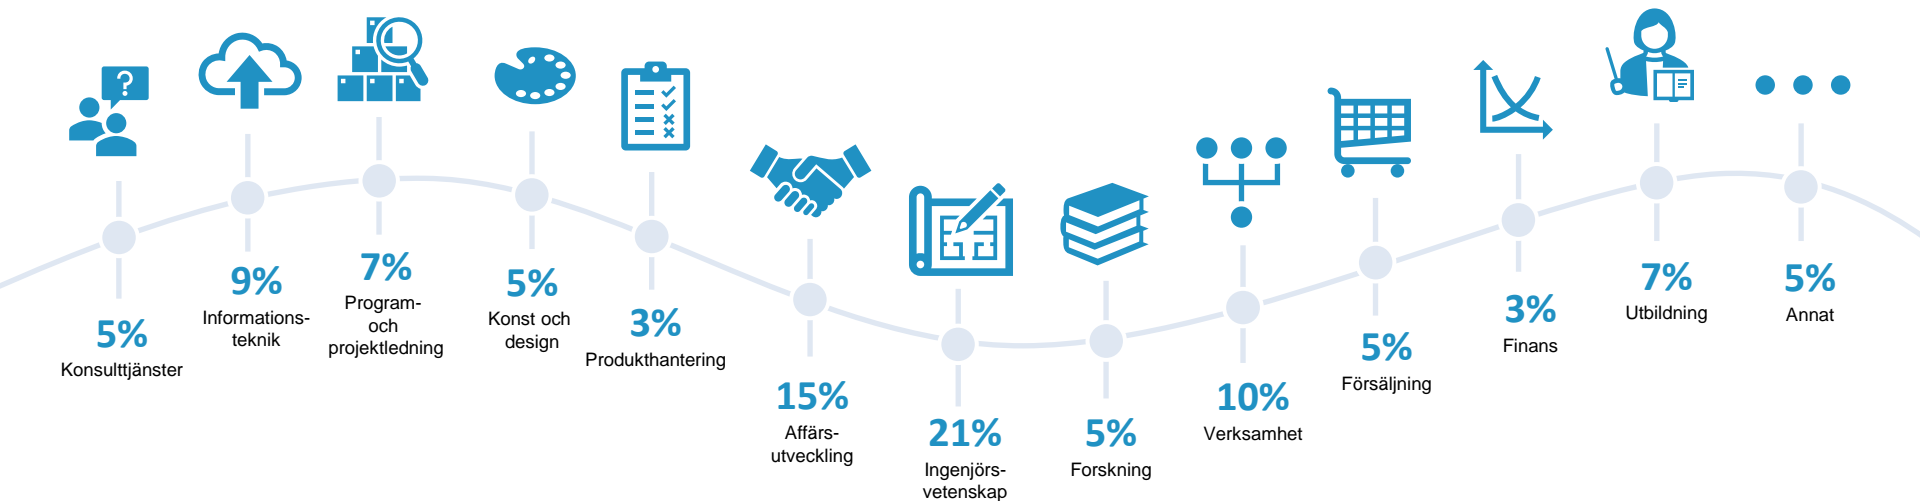 ?
5%
Konsulttjänster
9%
Informations-
teknik
7%
Program-
och
projektledning
5%
Konst och
design
3%
Produkthantering
15%
Affärs-
utveckling
21%
Ingenjörs-
vetenskap
5%
Forskning
10%
Verksamhet
5%
Försäljning
3%
Finans
7%
Utbildning
5%
Annat